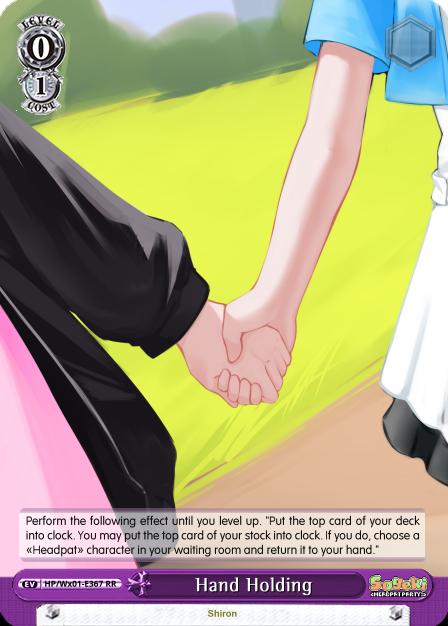 LEVEL
0
1
COST
Perform the following effect until you level up. "Put the top card of your deck
into clock. You may put the top card of your stock into clock. If you do, choose a
«Headpat» character in your waiting room and return it to your hand."
EV HP/Wx01-E367 RR Hand Holding
HEADPAT PARTY
Shiron